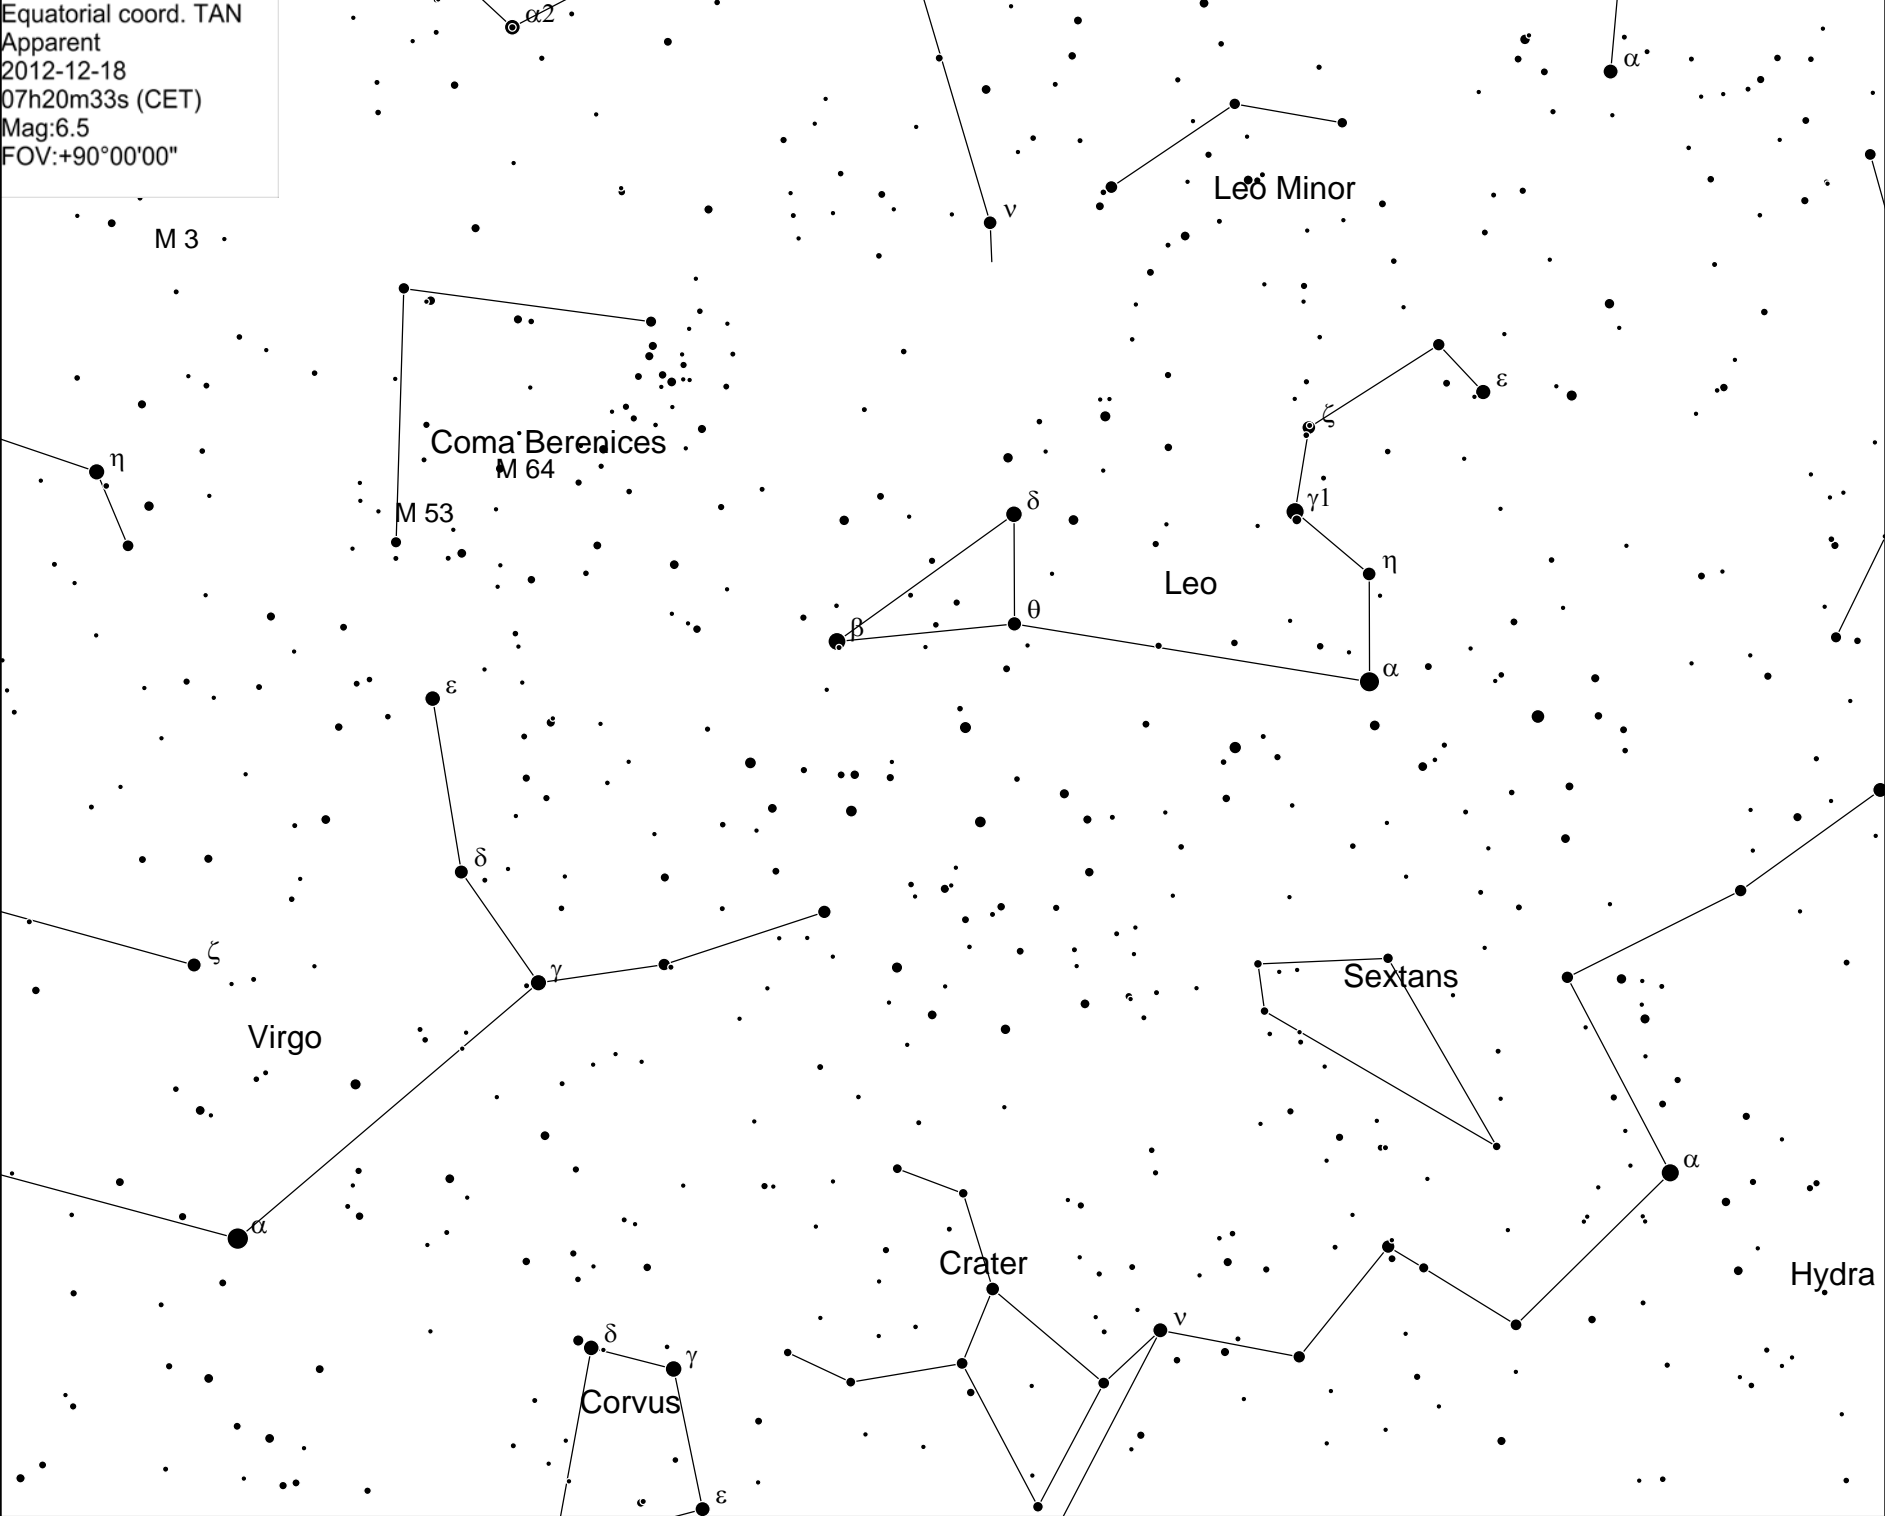 Equatorial coord. TAN
Apparent
2012-12-18
07h20m33s (CET)
Mag:6.5
FOV:+90°00'00"
α2
α
ν
Leo Minor
M 3
ε
ζ
Coma Berenices
η
M 64
γ1
δ
M 53
η
Leo
θ
β
α
ε
δ
ζ
γ
Sextans
Virgo
α
α
Crater
Hydra
ν
δ
γ
Corvus
ε